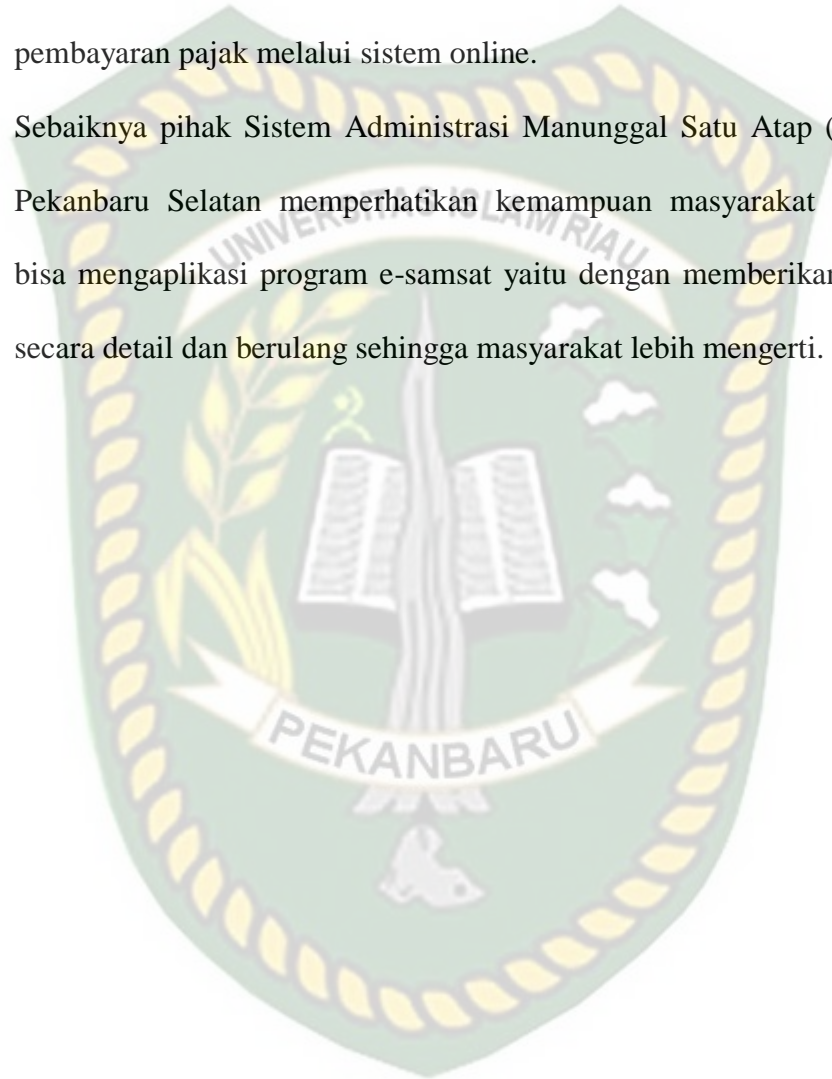 pembayaran pajak melalui sistem online.
Sebaiknya pihak Sistem Administrasi Manunggal Satu Atap (
Pekanbaru Selatan memperhatikan kemampuan masyarakat
bisa mengaplikasi program e-samsat yaitu dengan memberikan
secara detail dan berulang sehingga masyarakat lebih mengerti.
UNIVERSITAS ISLAM RIAU
PEKANBARU